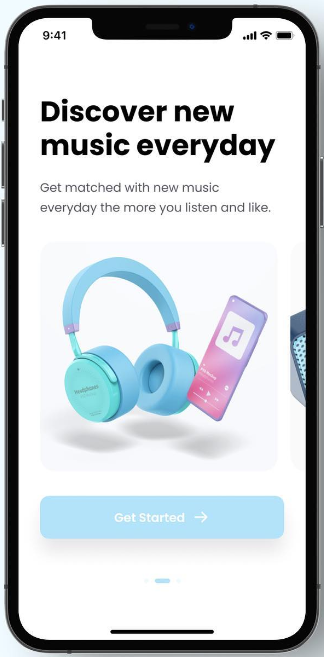 9:41
Discover new
music everyday
Get matched with new music
everyday the more you listen and like.
Headphones
Get Started